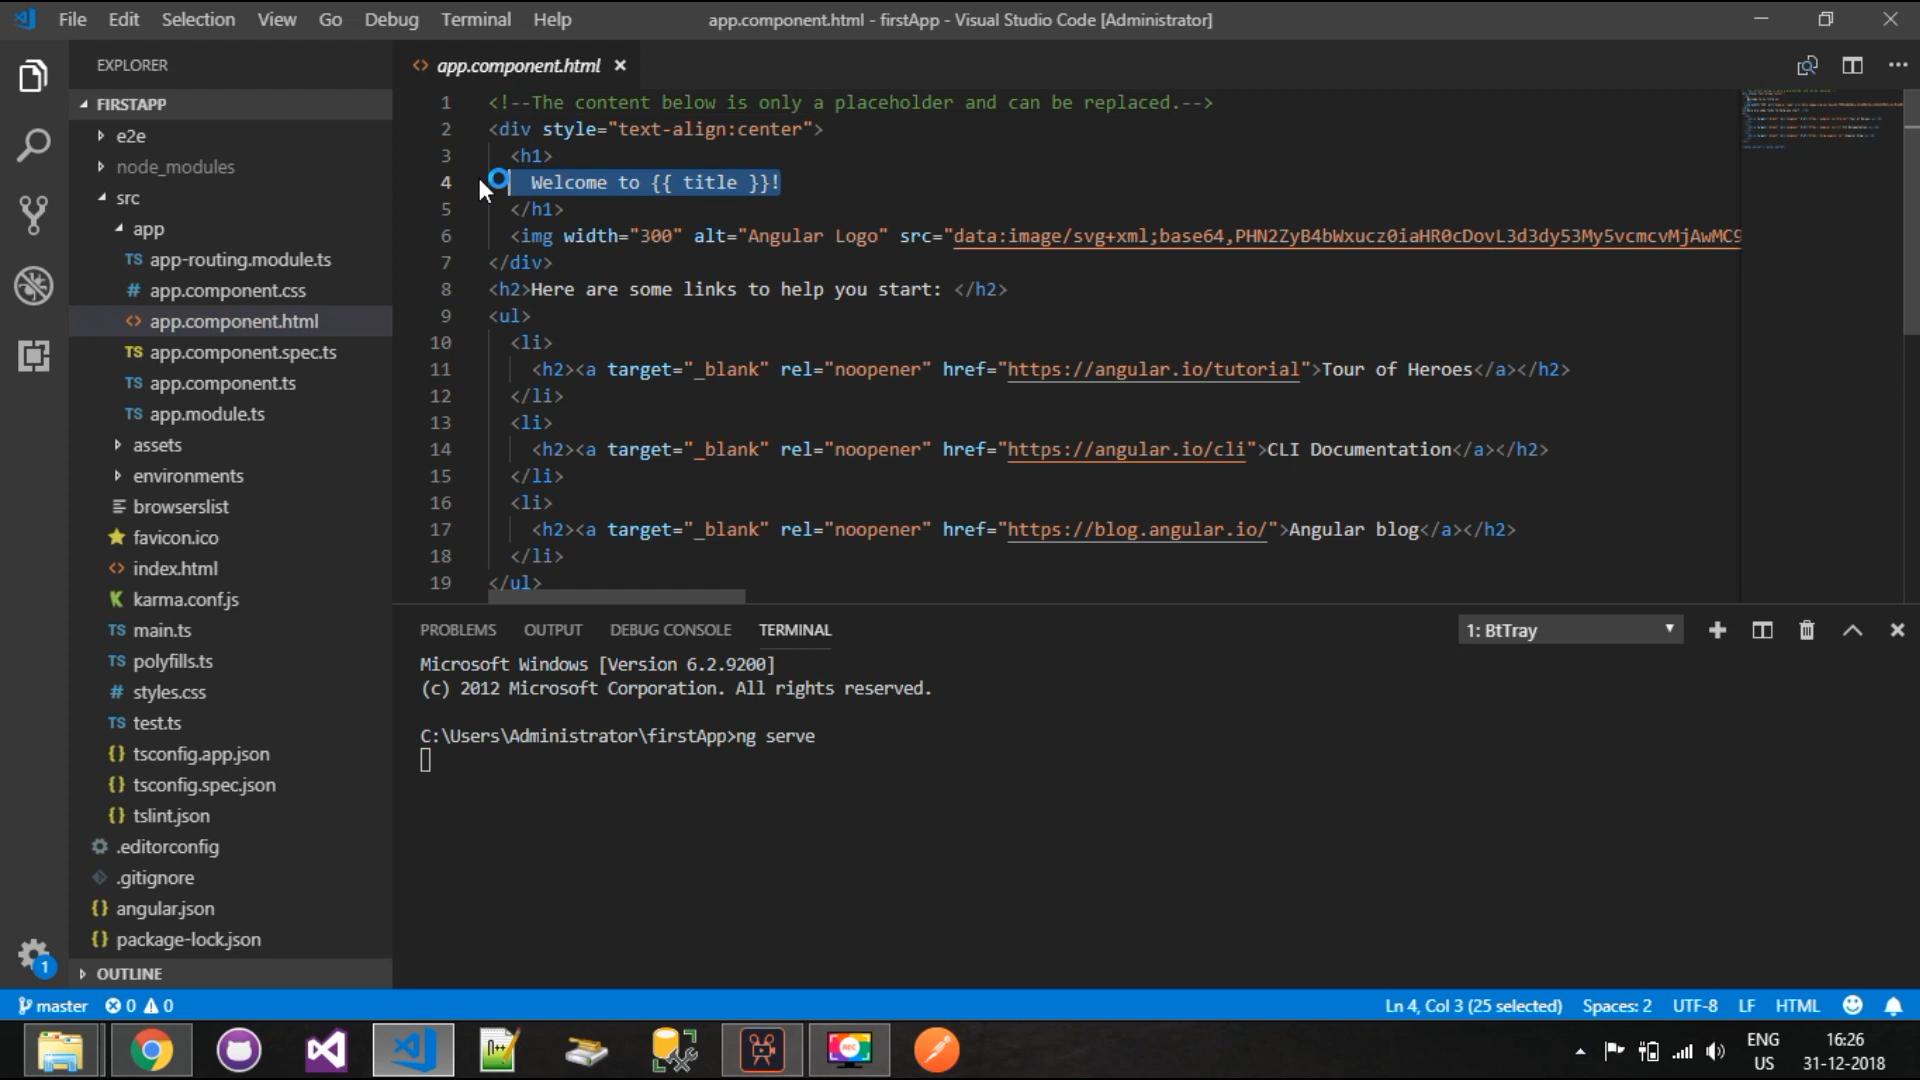 File Edit Selection View Go Debug Terminal Help
app.component.html - firstApp - Visual Studio Code [Administrator]
EXPLORER
FIRSTAPP
e2e
node_modules
src
app
TS app-routing.module.ts
# app.component.css
<> app.component.html
TS app.component.spec.ts
TS app.component.ts
TS app.module.ts
assets
environments
browserslist
favicon.ico
<> index.html
karma.conf.js
TS main.ts
TS polyfills.ts
# styles.css
TS test.ts
{} tsconfig.app.json
{} tsconfig.spec.json
{} tslint.json
.editorconfig
.gitignore
{} angular.json
{} package-lock.json
OUTLINE
1
<> app.component.html ×
1 <!--The content below is only a placeholder and can be replaced.-->
2 <div style="text-align:center">
3 <h1>
4 Welcome to {{ title }}!
5 </h1>
6 <img width="300" alt="Angular Logo" src="data:image/svg+xml;base64,PHN2ZyB4bWxucz0iaHR0cDovL3d3dy53My5vcmcvMjAwMC9
7 </div>
8 <h2>Here are some links to help you start: </h2>
9 <ul>
10 <li>
11 <h2><a target="_blank" rel="noopener" href="https://angular.io/tutorial">Tour of Heroes</a></h2>
12 </li>
13 <li>
14 <h2><a target="_blank" rel="noopener" href="https://angular.io/cli">CLI Documentation</a></h2>
15 </li>
16 <li>
17 <h2><a target="_blank" rel="noopener" href="https://blog.angular.io/">Angular blog</a></h2>
18 </li>
19 </ul>
PROBLEMS OUTPUT DEBUG CONSOLE TERMINAL
1: BtTray
Microsoft Windows [Version 6.2.9200]
(c) 2012 Microsoft Corporation. All rights reserved.
C:\Users\Administrator\firstApp>ng serve
master 0 0
Ln 4, Col 3 (25 selected) Spaces: 2 UTF-8 LF HTML
REC
ENG
US
16:26
31-12-2018